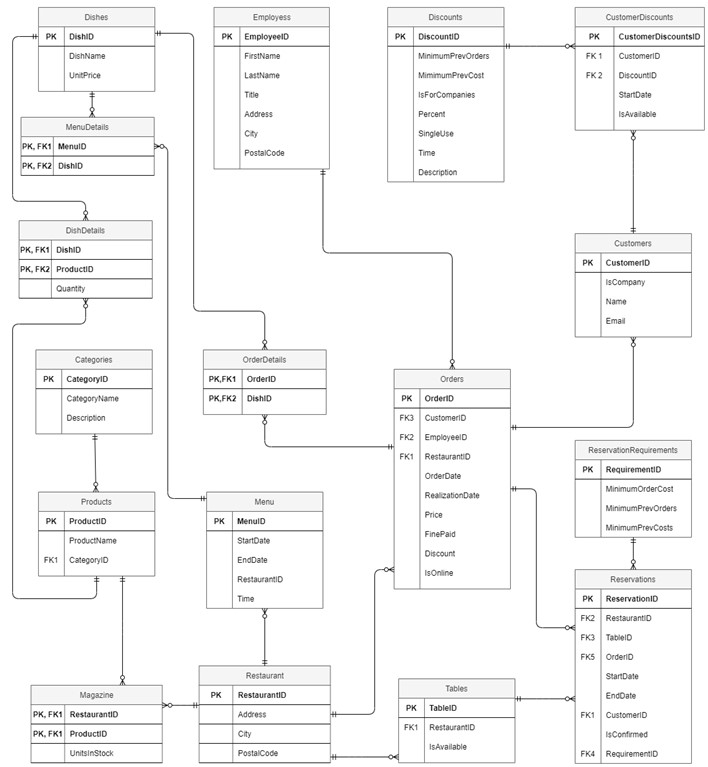 Dishes
PK DishID
DishName
UnitPrice
Employess
PK EmployeeID
FirstName
LastName
Title
Address
City
PostalCode
Discounts
PK DiscountID
MinimumPrevOrders
MimimumPrevCost
IsForCompanies
Percent
SingleUse
Time
Description
CustomerDiscounts
PK CustomerDiscountsID
FK 1 CustomerID
FK 2 DiscountID
StartDate
IsAvailable
MenuDetails
PK, FK1 MenuID
PK, FK2 DishID
DishDetails
PK, FK1 DishID
PK, FK2 ProductID
Quantity
Customers
PK CustomerID
IsCompany
Name
Email
Categories
PK CategoryID
CategoryName
Description
OrderDetails
PK,FK1 OrderID
PK,FK2 DishID
Orders
PK OrderID
FK3 CustomerID
FK2 EmployeeID
FK1 RestaurantID
OrderDate
RealizationDate
Price
FinePaid
Discount
IsOnline
ReservationRequirements
PK RequirementID
MinimumOrderCost
MinimumPrevOrders
MinimumPrevCosts
Products
PK ProductID
ProductName
FK1 CategoryID
Menu
PK MenuID
StartDate
EndDate
RestaurantID
Time
Reservations
PK ReservationID
FK2 RestaurantID
FK3 TableID
FK5 OrderID
StartDate
EndDate
FK1 CustomerID
IsConfirmed
FK4 RequirementID
Magazine
PK, FK1 RestaurantID
PK, FK1 ProductID
UnitsInStock
Restaurant
PK RestaurantID
Address
City
PostalCode
Tables
PK TableID
FK1 RestaurantID
IsAvailable